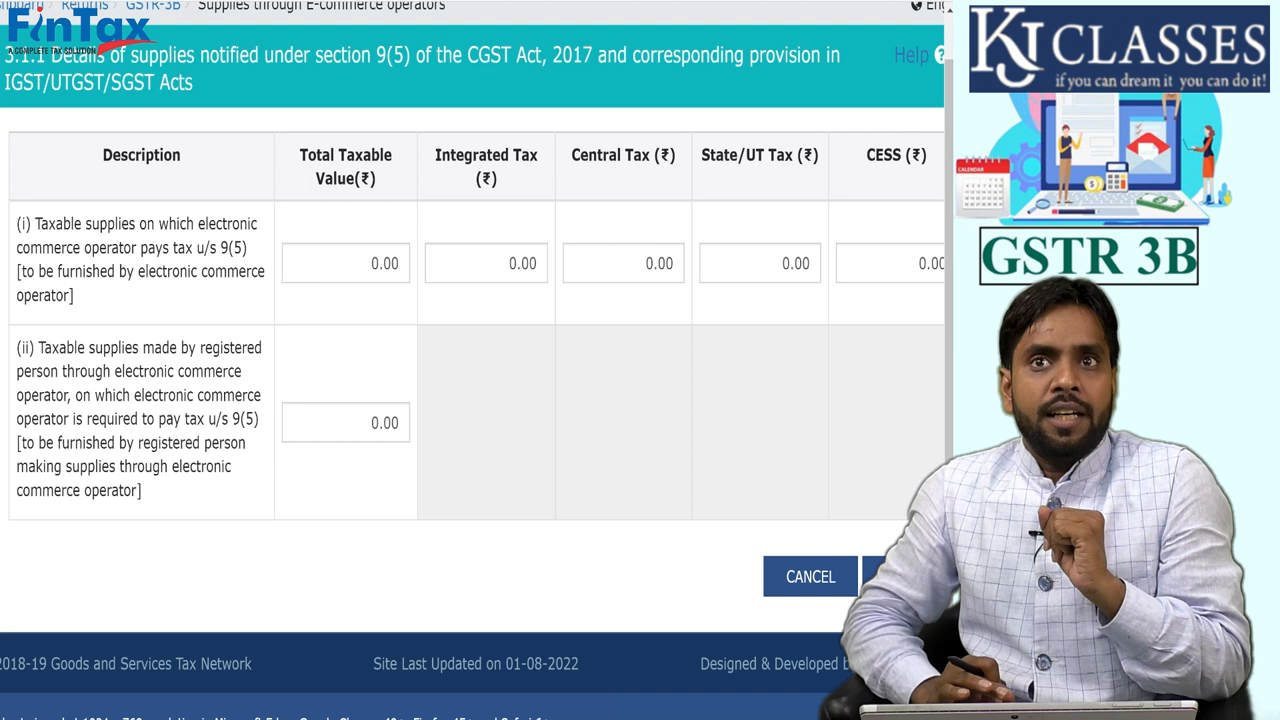 Returns GSTR-3B Supplies through E-commerce operators
FinTax
A COMPLETE TAX SOLUTION
3.1.1 Details of supplies notified under section 9(5) of the CGST Act, 2017 and corresponding provision in
IGST/UTGST/SGST Acts
Help ?
Description
Total Taxable
Value(₹)
Integrated Tax
(₹)
Central Tax (₹)
State/UT Tax (₹)
CESS (₹)
(i) Taxable supplies on which electronic
commerce operator pays tax u/s 9(5)
[to be furnished by electronic commerce
operator]
0.00
0.00
0.00
0.00
0.00
(ii) Taxable supplies made by registered
person through electronic commerce
operator, on which electronic commerce
operator is required to pay tax u/s 9(5)
[to be furnished by registered person
making supplies through electronic
commerce operator]
0.00
CANCEL
2018-19 Goods and Services Tax Network
Site Last Updated on 01-08-2022
Designed & Developed b
KJ CLASSES
if you can dream it you can do it!
CALENDAR
GSTR 3B